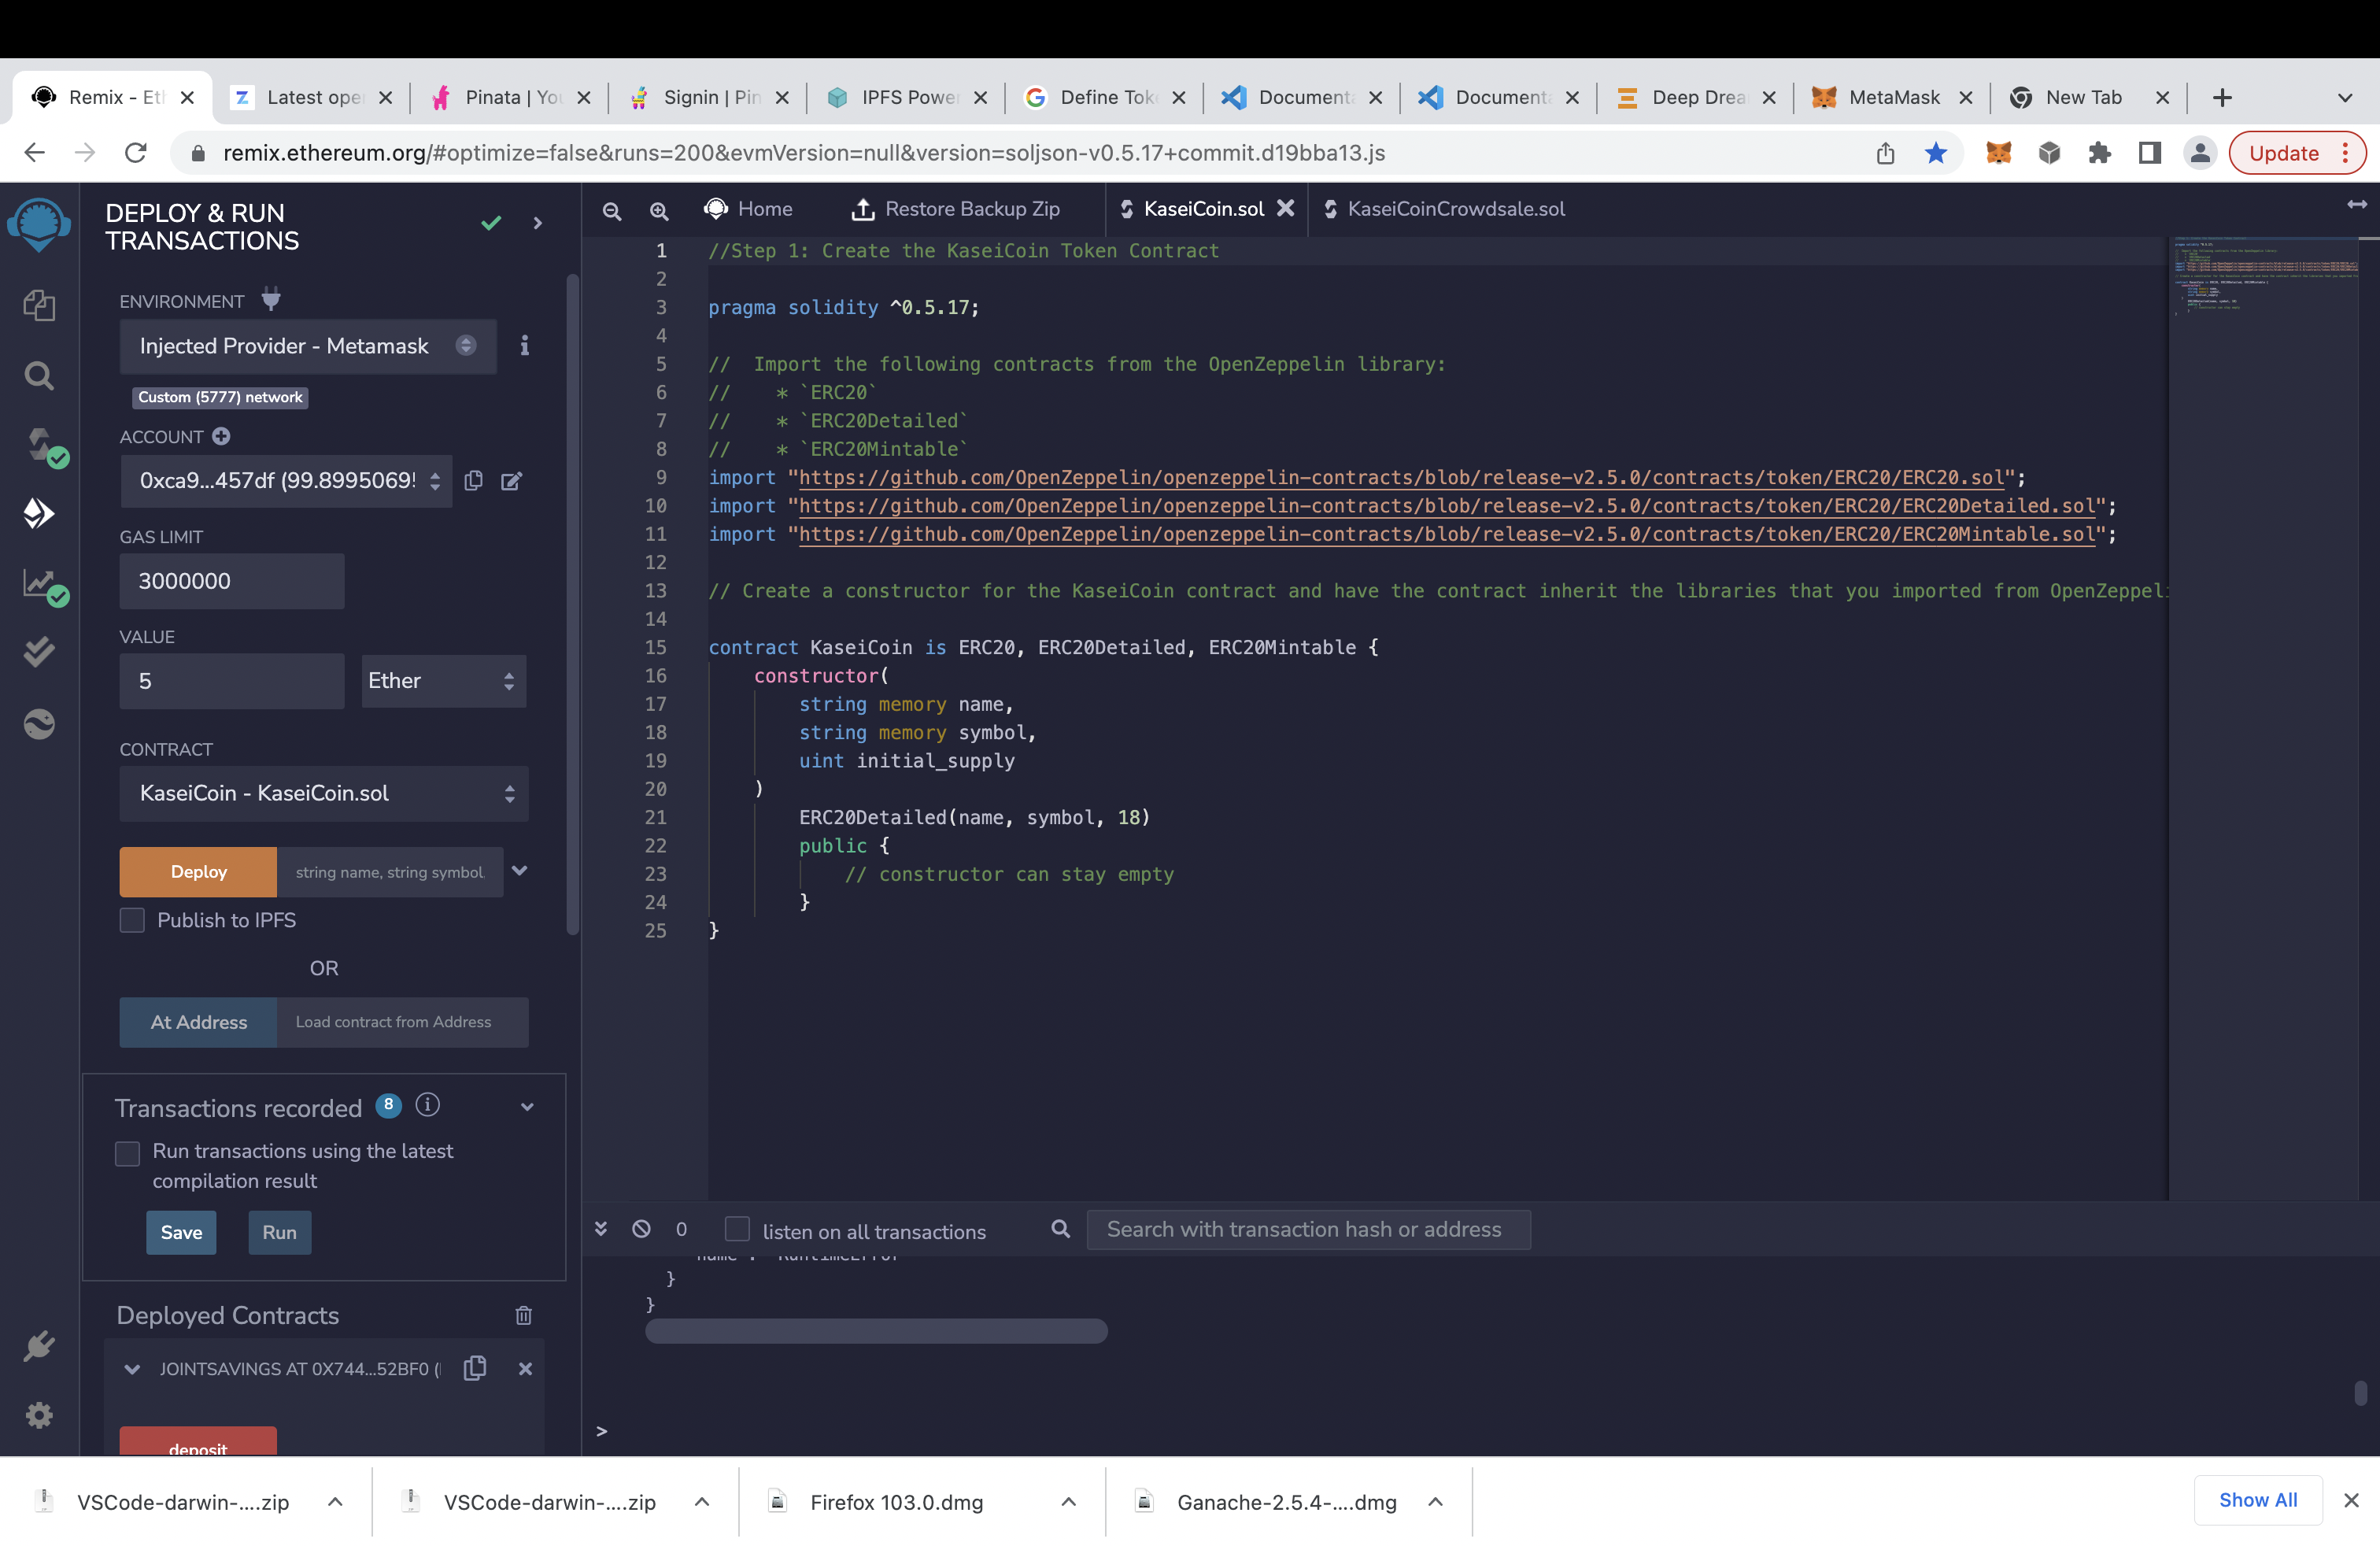 Remix - Eth
Latest oper
Pinata | You
Signin | Pin
IPFS Power
Define Tok
Documenta
Documenta
Deep Drea
MetaMask
New Tab
remix.ethereum.org/#optimize=false&runs=200&evmVersion=null&version=soljson-v0.5.17+commit.d19bba13.js
Update
DEPLOY & RUN
TRANSACTIONS
ENVIRONMENT
Injected Provider - Metamask
Custom (5777) network
ACCOUNT
0xca9...457df (99.8995069
GAS LIMIT
3000000
VALUE
5
Ether
CONTRACT
KaseiCoin - KaseiCoin.sol
Deploy
string name, string symbol,
Publish to IPFS
OR
At Address
Load contract from Address
Transactions recorded 8
Run transactions using the latest
compilation result
Save
Run
Deployed Contracts
JOINTSAVINGS AT 0X744...52BF0 (
deposit
Home
Restore Backup Zip
KaseiCoin.sol
KaseiCoinCrowdsale.sol
1 //Step 1: Create the KaseiCoin Token Contract
2
3 pragma solidity ^0.5.17;
4
5 //  Import the following contracts from the OpenZeppelin library:
6 //    * `ERC20`
7 //    * `ERC20Detailed`
8 //    * `ERC20Mintable`
9 import "https://github.com/OpenZeppelin/openzeppelin-contracts/blob/release-v2.5.0/contracts/token/ERC20/ERC20.sol";
10 import "https://github.com/OpenZeppelin/openzeppelin-contracts/blob/release-v2.5.0/contracts/token/ERC20/ERC20Detailed.sol";
11 import "https://github.com/OpenZeppelin/openzeppelin-contracts/blob/release-v2.5.0/contracts/token/ERC20/ERC20Mintable.sol";
12
13 // Create a constructor for the KaseiCoin contract and have the contract inherit the libraries that you imported from OpenZeppeli
14
15 contract KaseiCoin is ERC20, ERC20Detailed, ERC20Mintable {
16     constructor(
17         string memory name,
18         string memory symbol,
19         uint initial_supply
20     )
21         ERC20Detailed(name, symbol, 18)
22         public {
23             // constructor can stay empty
24         }
25 }
0
listen on all transactions
Search with transaction hash or address
}
}
>
VSCode-darwin-....zip
VSCode-darwin-....zip
Firefox 103.0.dmg
Ganache-2.5.4-....dmg
Show All